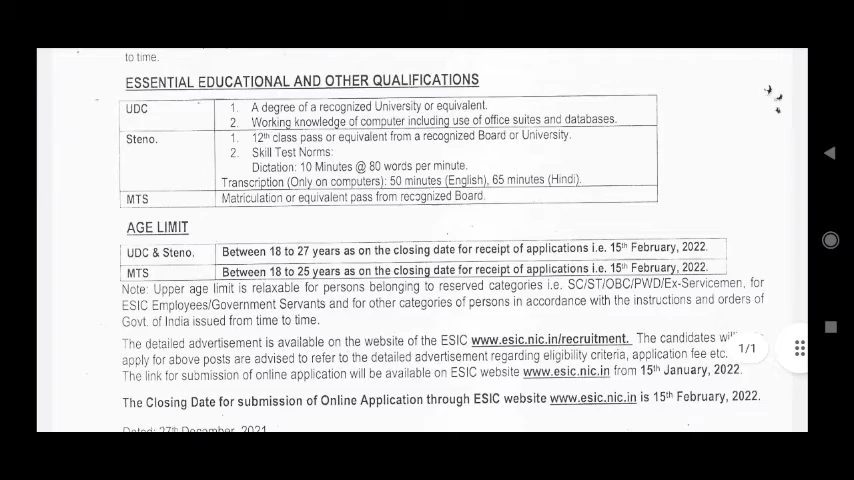 to time.
ESSENTIAL EDUCATIONAL AND OTHER QUALIFICATIONS
UDC
1. A degree of a recognized University or equivalent.
2. Working knowledge of computer including use of office suites and databases.
Steno.
1. 12th class pass or equivalent from a recognized Board or University.
2. Skill Test Norms:
Dictation: 10 Minutes @ 80 words per minute.
Transcription (Only on computers): 50 minutes (English), 65 minutes (Hindi).
MTS
Matriculation or equivalent pass from recognized Board.
AGE LIMIT
UDC & Steno. Between 18 to 27 years as on the closing date for receipt of applications i.e. 15th February, 2022.
MTS Between 18 to 25 years as on the closing date for receipt of applications i.e. 15th February, 2022.
Note: Upper age limit is relaxable for persons belonging to reserved categories i.e. SC/ST/OBC/PWD/Ex-Servicemen, for
ESIC Employees/Government Servants and for other categories of persons in accordance with the instructions and orders of
Govt. of India issued from time to time.
The detailed advertisement is available on the website of the ESIC www.esic.nic.in/recruitment. The candidates
apply for above posts are advised to refer to the detailed advertisement regarding eligibility criteria, application fee etc.
1/1
The link for submission of online application will be available on ESIC website www.esic.nic.in from 15th January, 2022.
The Closing Date for submission of Online Application through ESIC website www.esic.nic.in is 15th February, 2022.
Dated: 27th December, 2021